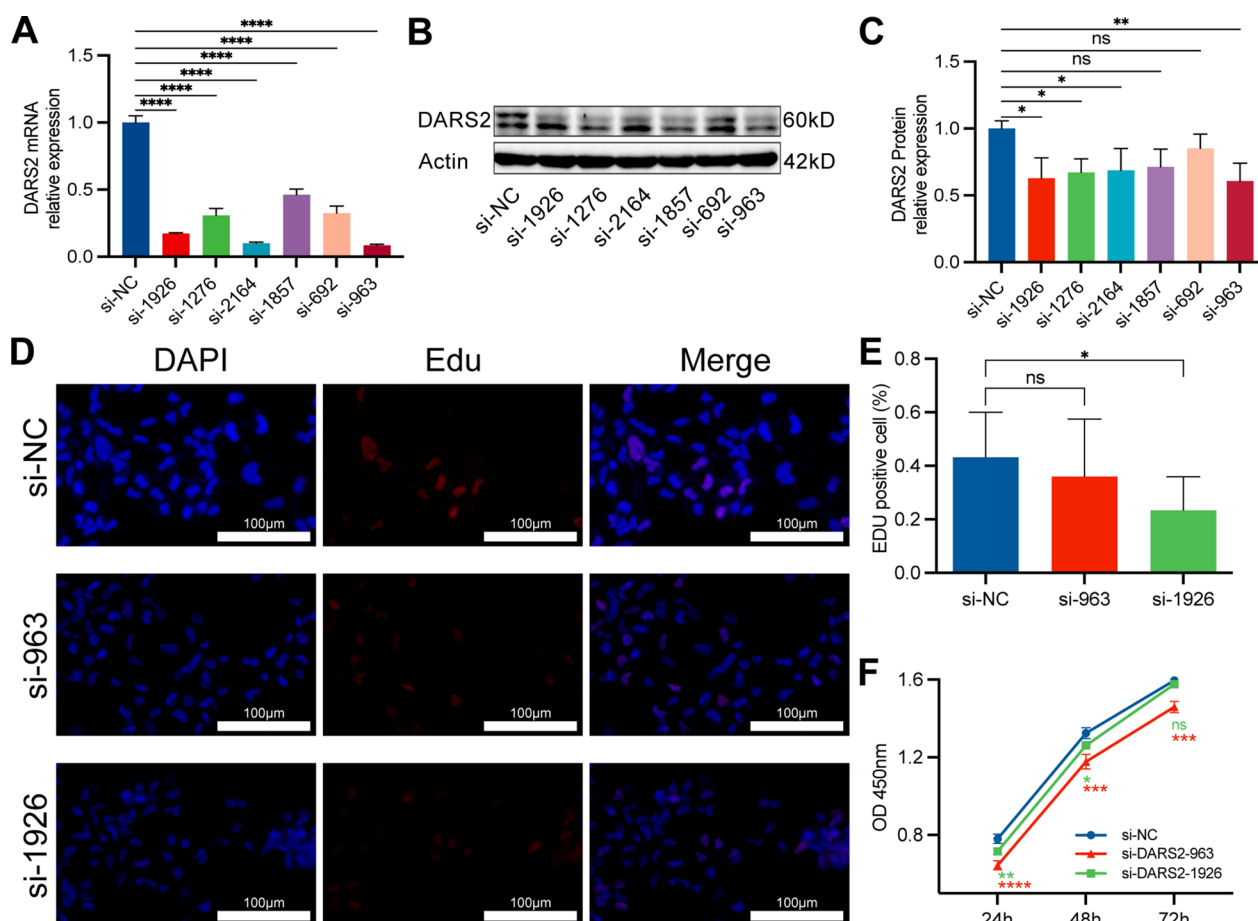 A
****
****
****
****
****
****
DARS2 mRNA
relative expression
1.5
1.0
0.5
0.0
si-NC
si-1926
si-1276
si-2164
si-1857
si-692
si-963
B
DARS2
60kD
Actin
42kD
si-NC
si-1926
si-1276
si-2164
si-1857
si-692
si-963
C
**
ns
ns
*
*
*
DARS2 Protein
relative expression
1.5
1.0
0.5
0.0
si-NC
si-1926
si-1276
si-2164
si-1857
si-692
si-963
D
DAPI Edu Merge
si-NC
100μm 100μm 100μm
si-963
100μm 100μm 100μm
si-1926
100μm 100μm 100μm
E
*
ns
EDU positive cell (%)
0.8
0.6
0.4
0.2
0.0
si-NC si-963 si-1926
F
OD 450nm
1.6
1.2
0.8
ns
***
*
***
**
****
si-NC
si-DARS2-963
si-DARS2-1926
24h 48h 72h